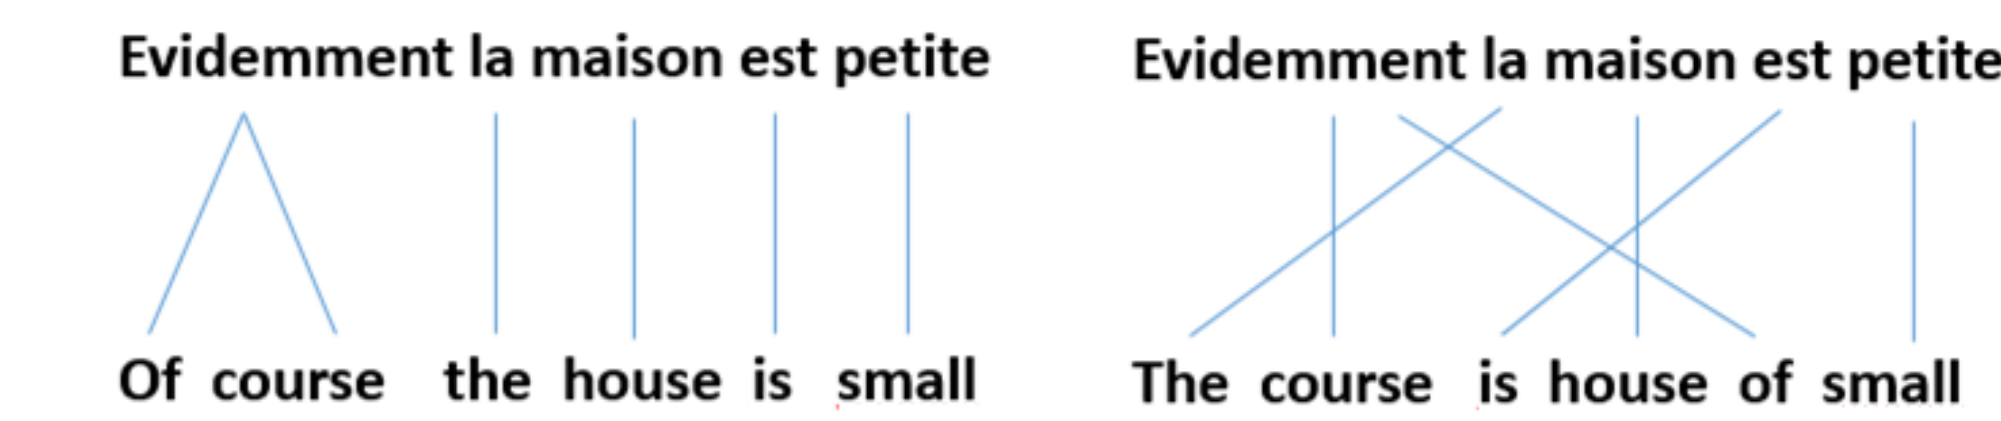 Evidemment la maison est petite
Of course the house is small
Evidemment la maison est petite
The course is house of small